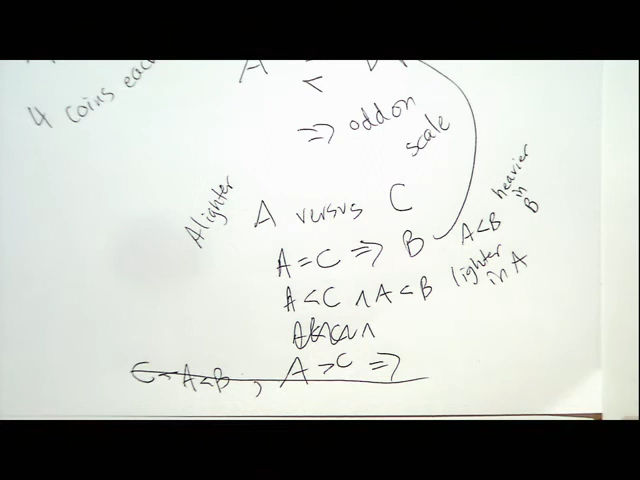 4 coins each
A
<
=> odd on
scale
A lighter
A versus C
A = C => B
A<B heavier in B
A < C ∧ A < B lighter in A
C < A < B , A > C =>